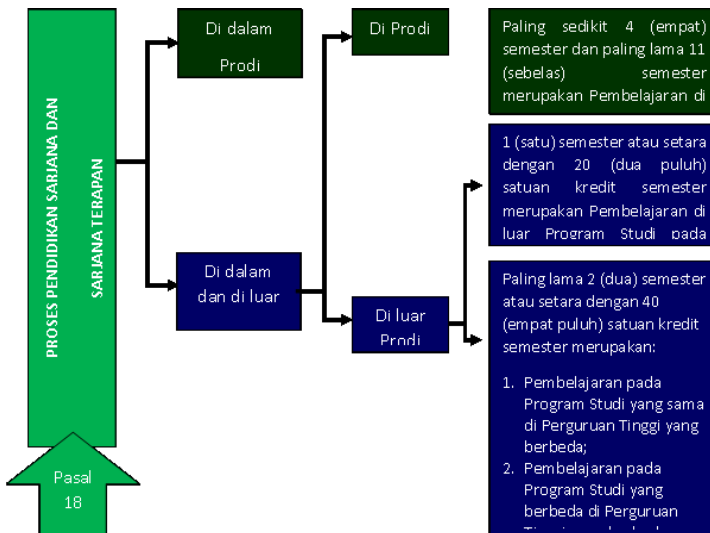 PROSES PENDIDIKAN SARJANA DAN
SARJANA TERAPAN
Pasal
18
Di dalam
Prodi
Di dalam
dan di luar
Di Prodi
Di luar
Prodi
Paling sedikit 4 (empat)
semester dan paling lama 11
(sebelas) semester
merupakan Pembelajaran di
1 (satu) semester atau setara
dengan 20 (dua puluh)
satuan kredit semester
merupakan Pembelajaran di
luar Program Studi pada
Paling lama 2 (dua) semester
atau setara dengan 40
(empat puluh) satuan kredit
semester merupakan:
1. Pembelajaran pada
Program Studi yang sama
di Perguruan Tinggi yang
berbeda;
2. Pembelajaran pada
Program Studi yang
berbeda di Perguruan